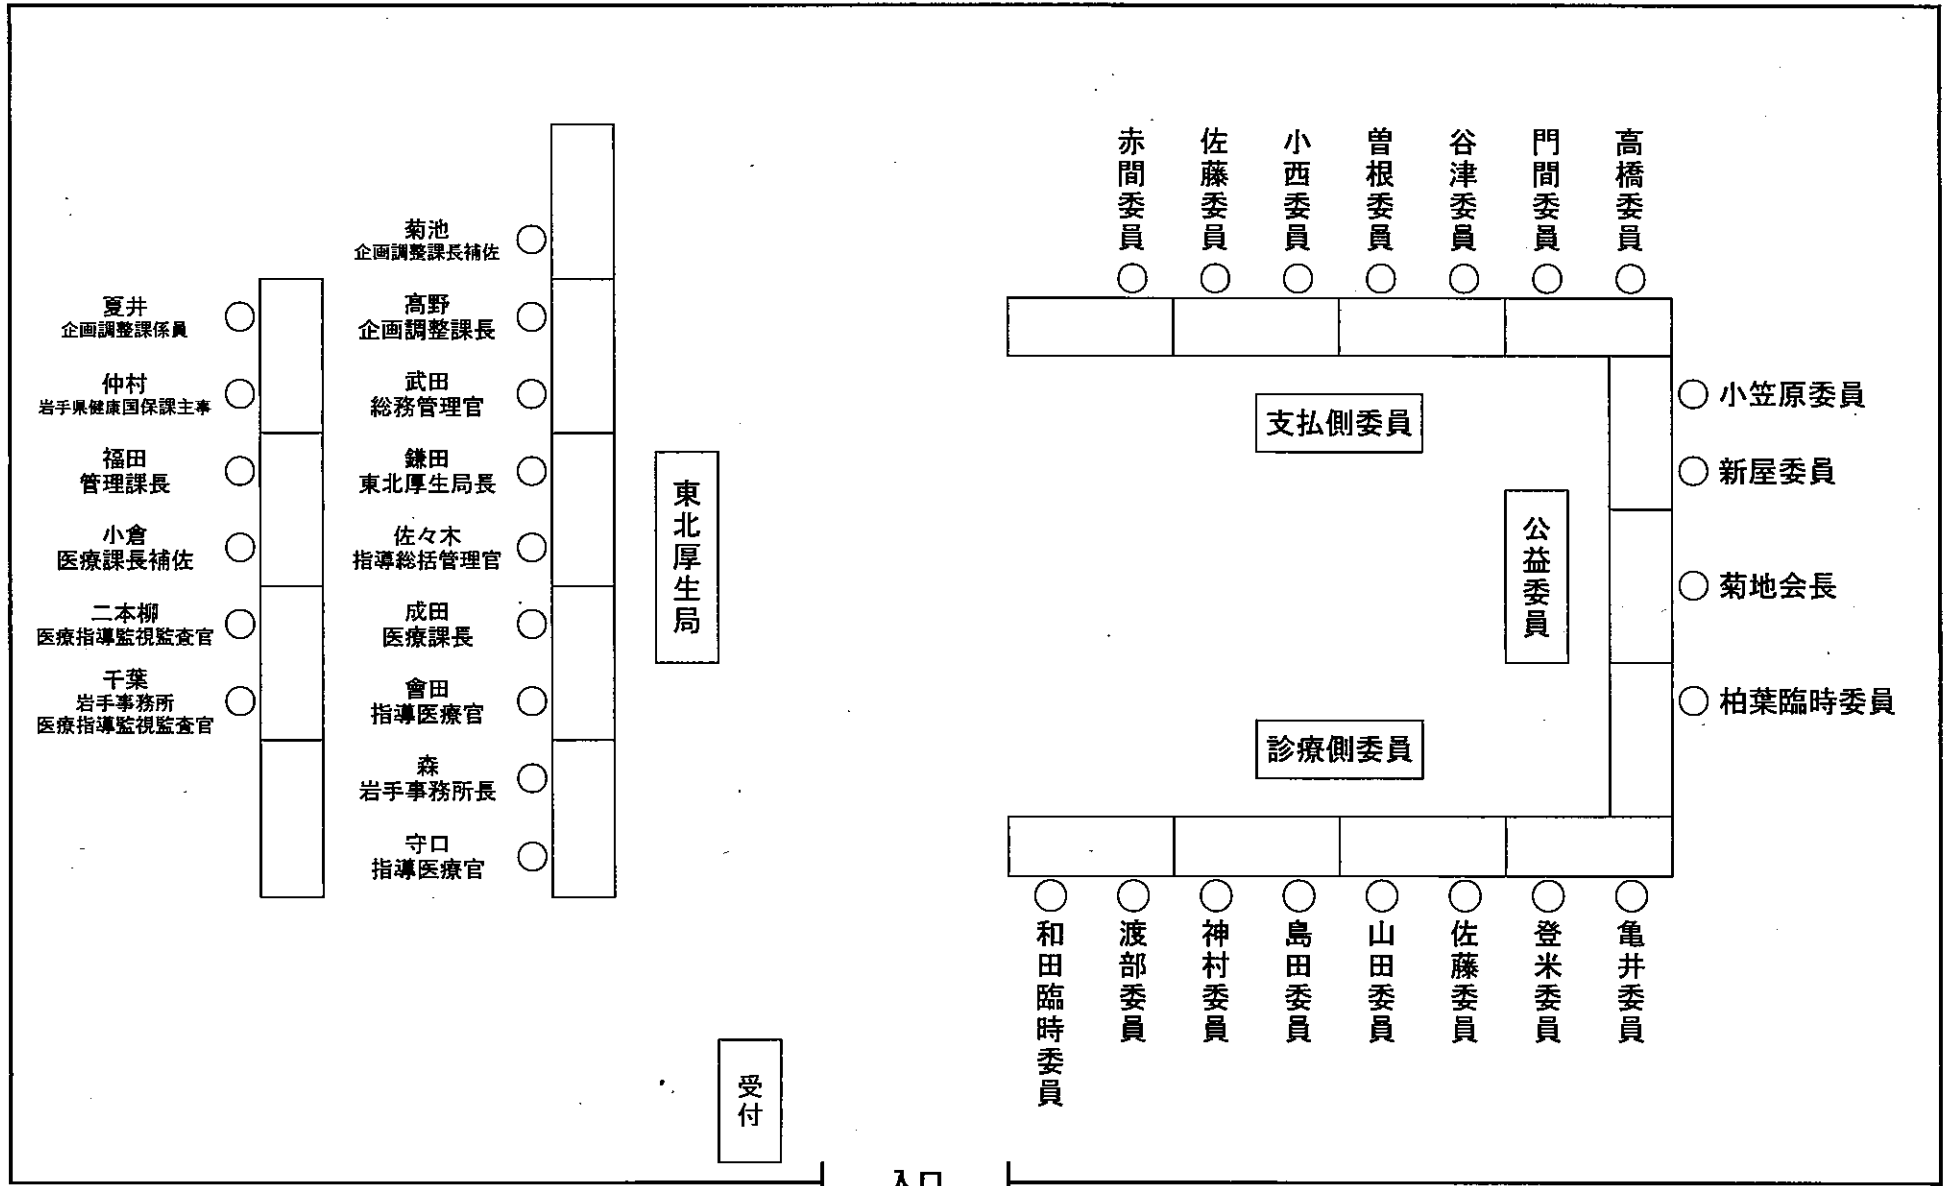 赤間委員
佐藤委員
小西委員
曽根委員
谷津委員
門間委員
高橋委員
菊池
企画調整課長補佐
夏井
企画調整課係員
髙野
企画調整課長
仲村
岩手県健康国保課主事
武田
総務管理官
福田
管理課長
鎌田
東北厚生局長
小倉
医療課長補佐
佐々木
指導総括管理官
二本柳
医療指導監視監査官
成田
医療課長
千葉
岩手事務所
医療指導監視監査官
會田
指導医療官
森
岩手事務所長
守口
指導医療官
東北厚生局
支払側委員
公益委員
診療側委員
小笠原委員
新屋委員
菊地会長
柏葉臨時委員
和田臨時委員
渡部委員
神村委員
島田委員
山田委員
佐藤委員
登米委員
亀井委員
受付
入口